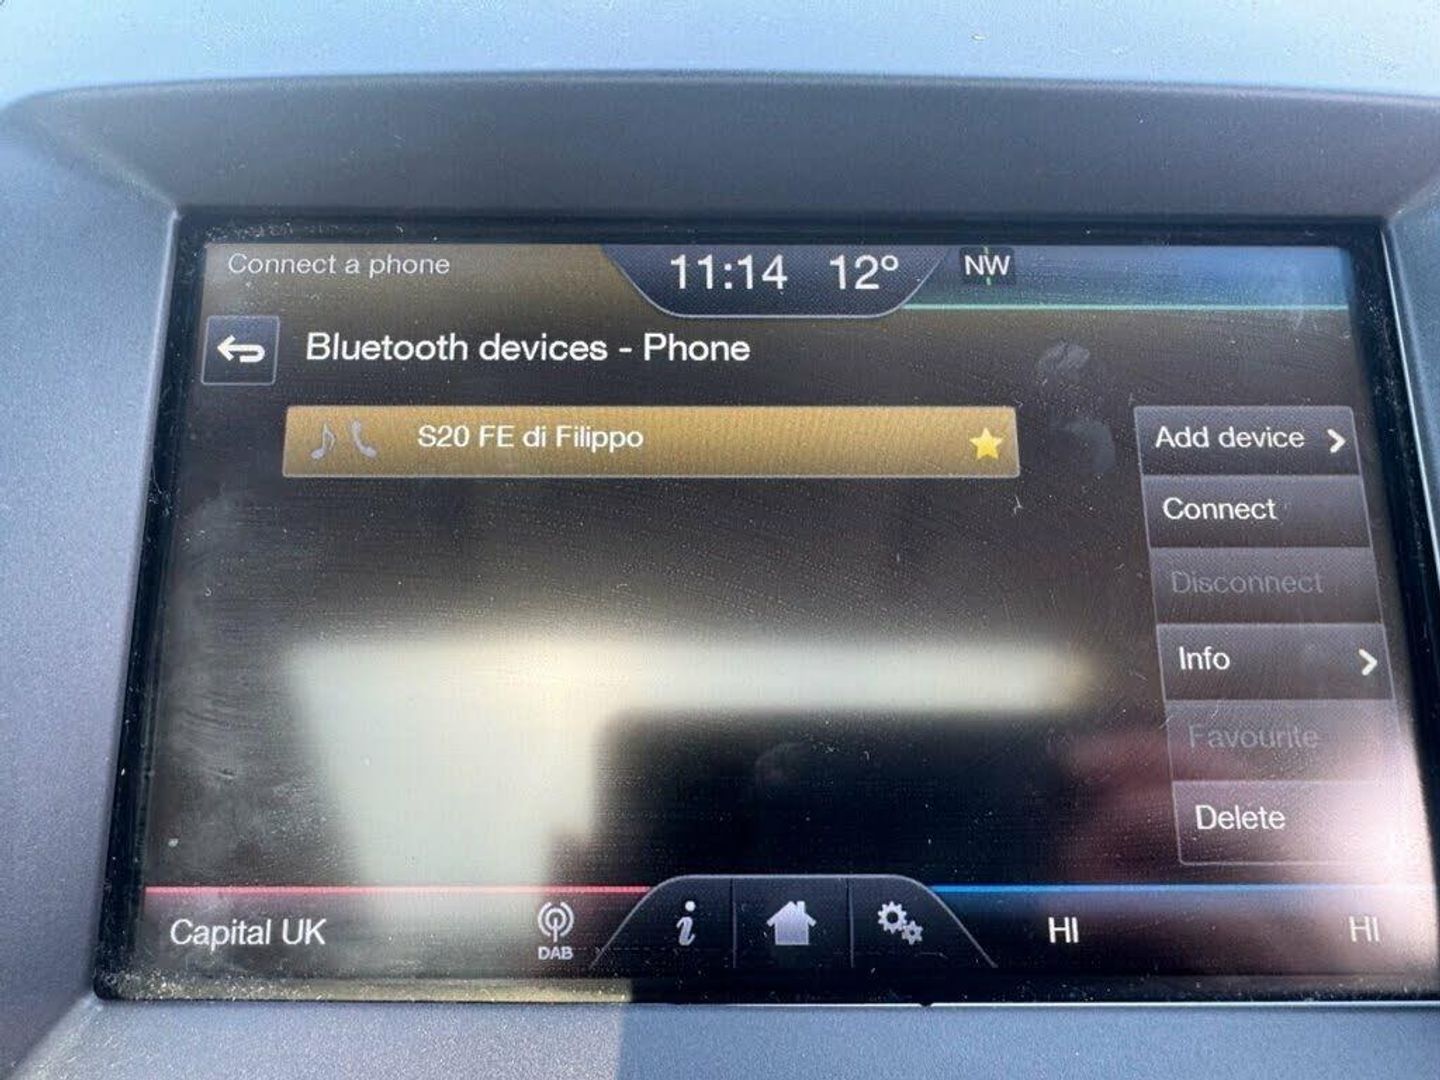 Connect a phone
11:14 12° NW
Bluetooth devices - Phone
S20 FE di Filippo
Add device
Connect
Disconnect
Info
Favourite
Delete
Capital UK
DAB
i
HI
HI